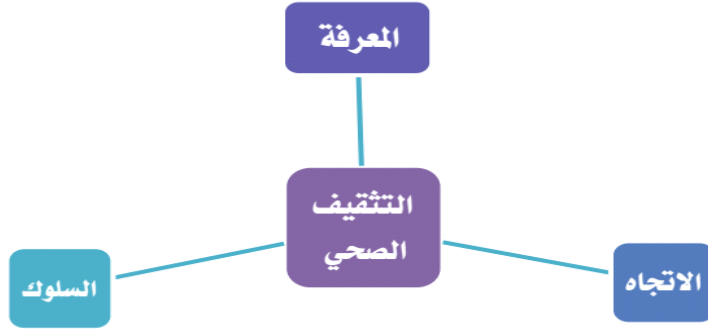 المعرفة
التثقيف
الصحي
الاتجاه
السلوك